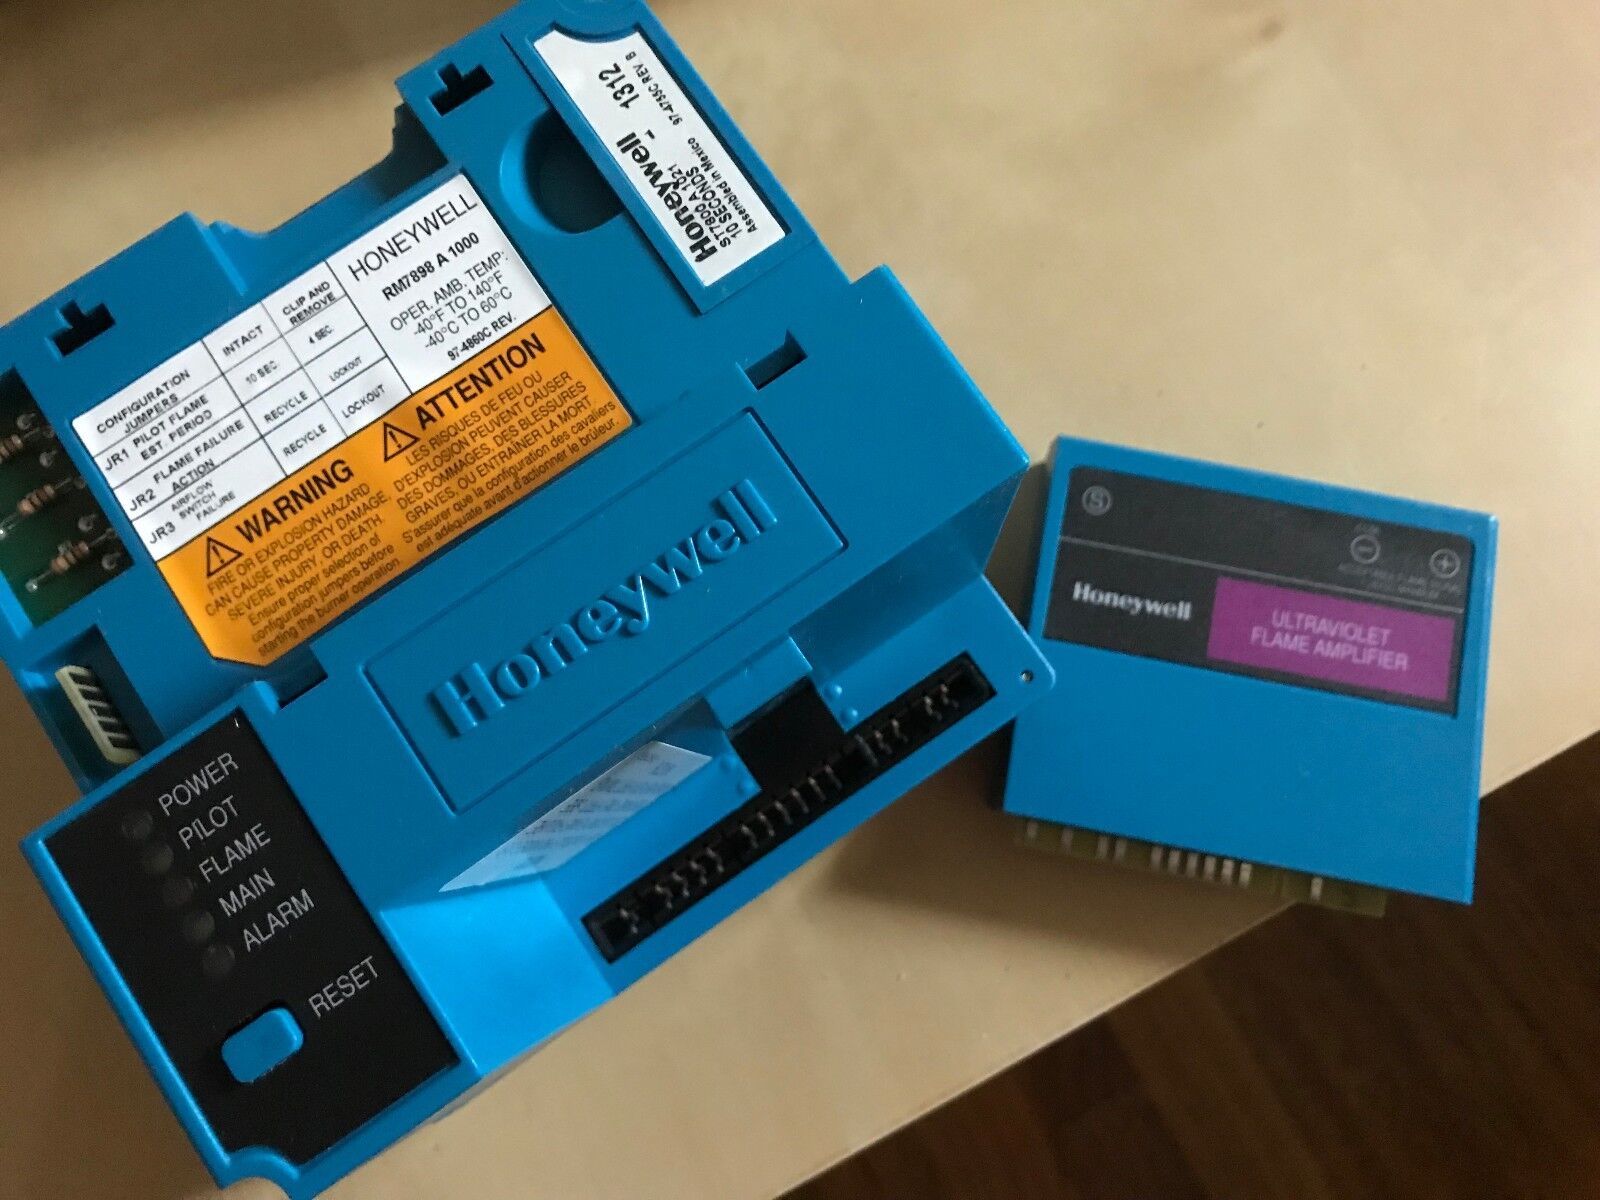 Honeywell 1312
ST7800 A 1021
10 SECONDS
Assembled in Mexico 97-4755C REV. B
HONEYWELL
RM7898 A 1000
OPER. AMB. TEMP:
-40°F TO 140°F
-40°C TO 60°C
97-4860C REV.
CONFIGURATION JUMPERS
INTACT
CLIP AND REMOVE
JR1 PILOT FLAME EST. PERIOD
10 SEC
4 SEC.
JR2 FLAME FAILURE ACTION
RECYCLE
LOCKOUT
JR3 AIRFLOW SWITCH FAILURE
RECYCLE
LOCKOUT
WARNING
FIRE OR EXPLOSION HAZARD
CAN CAUSE PROPERTY DAMAGE,
SEVERE INJURY, OR DEATH.
Ensure proper selection of
configuration jumpers before
starting the burner operation
ATTENTION
LES RISQUES DE FEU OU
D'EXPLOSION PEUVENT CAUSER
DES DOMMAGES, DES BLESSURES
GRAVES, OU ENTRAINER LA MORT.
S'assurer que la configuration des cavaliers
est adéquate avant d'actionner le brûleur.
Honeywell
POWER
PILOT
FLAME
MAIN
ALARM
RESET
S
Honeywell
ULTRAVIOLET
FLAME AMPLIFIER